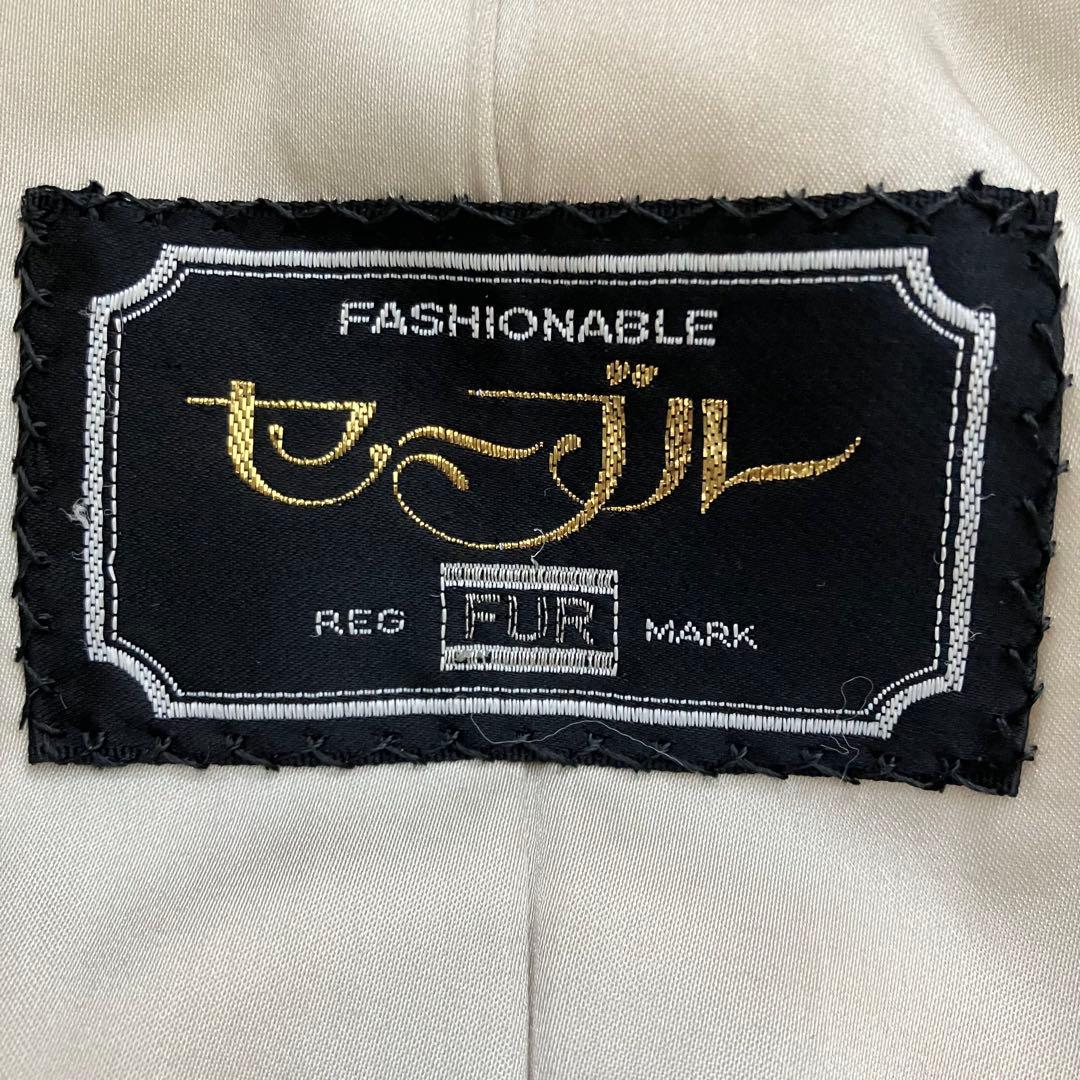 FASHIONABLE
セーブル
REG FUR MARK